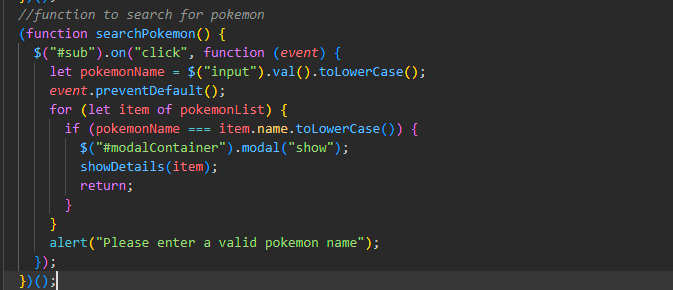 })();
//function to search for pokemon
(function searchPokemon() {
$("#sub").on("click", function (event) {
let pokemonName = $("input").val().toLowerCase();
event.preventDefault();
for (let item of pokemonList) {
if (pokemonName === item.name.toLowerCase()) {
$("#modalContainer").modal("show");
showDetails(item);
return;
}
}
alert("Please enter a valid pokemon name");
});
})();